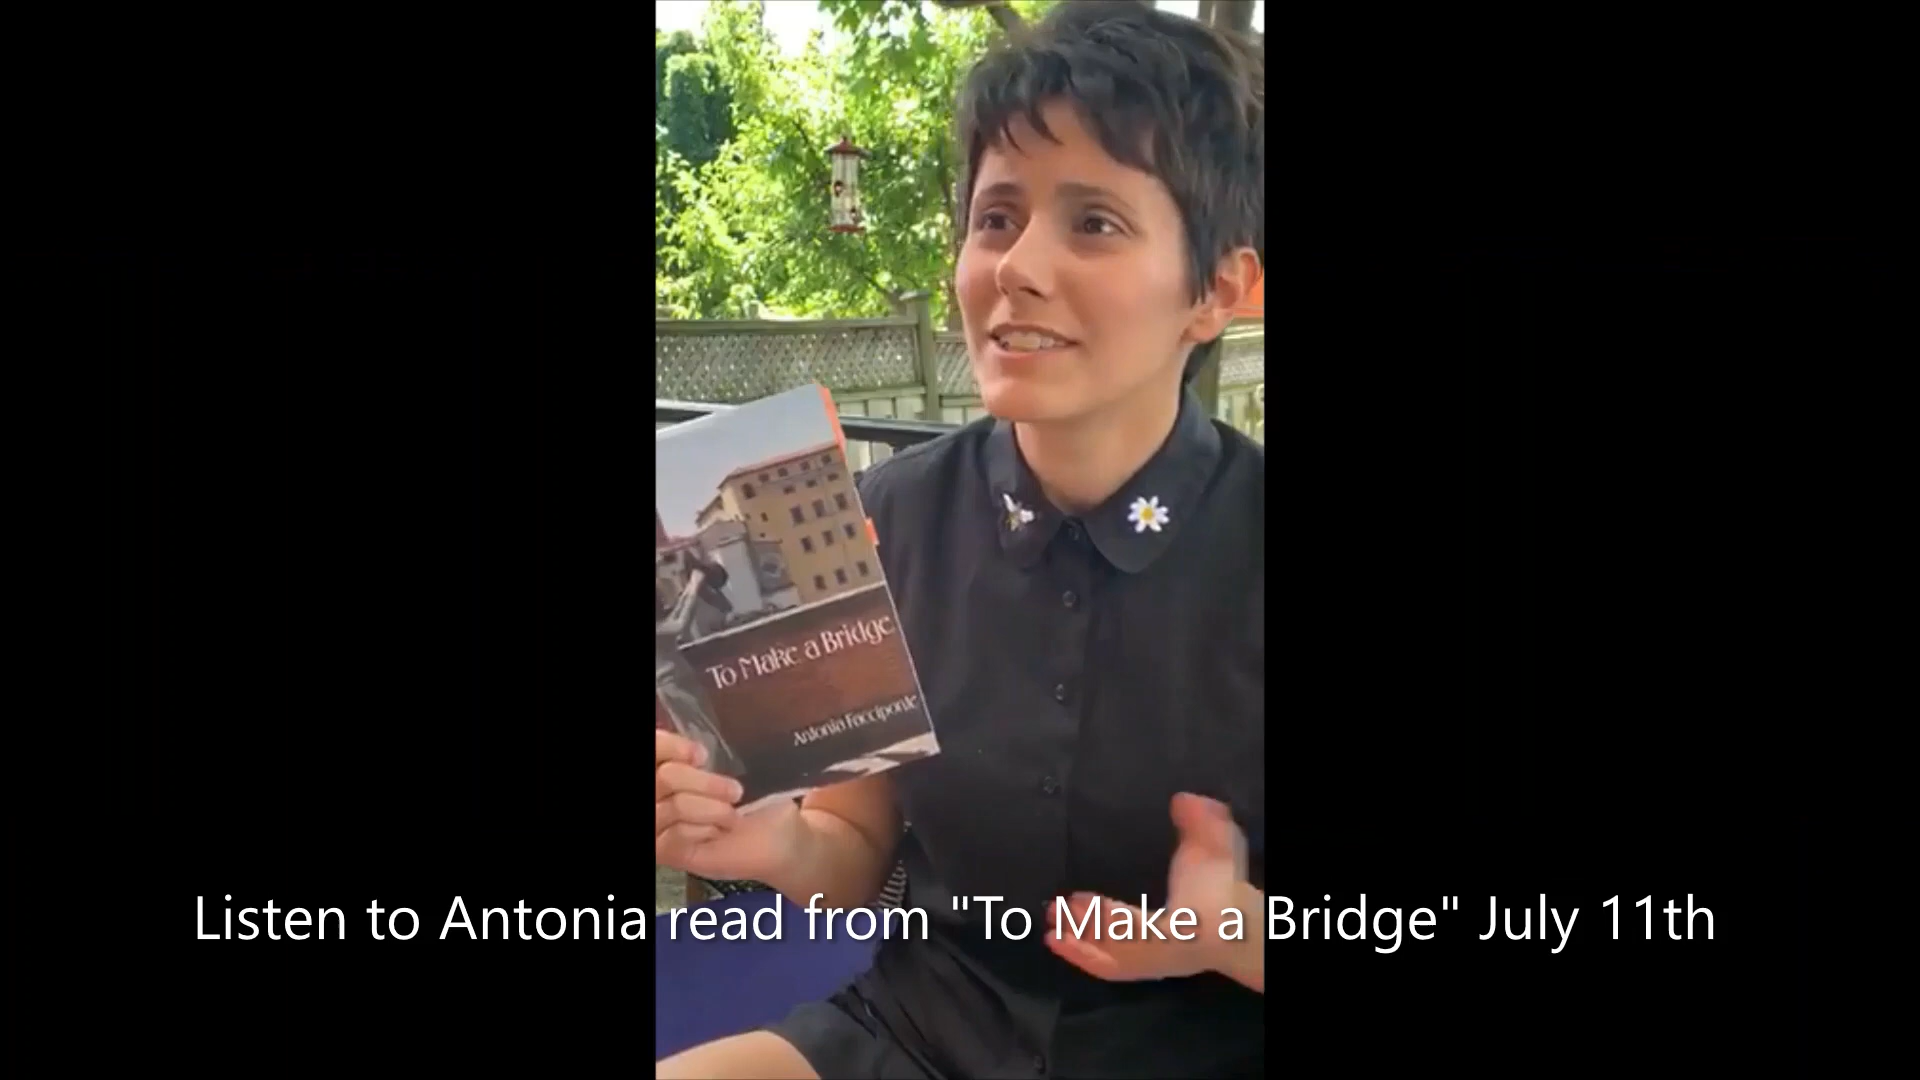 To Make a Bridge
Antonia Facciponte
Listen to Antonia read from "To Make a Bridge" July 11th